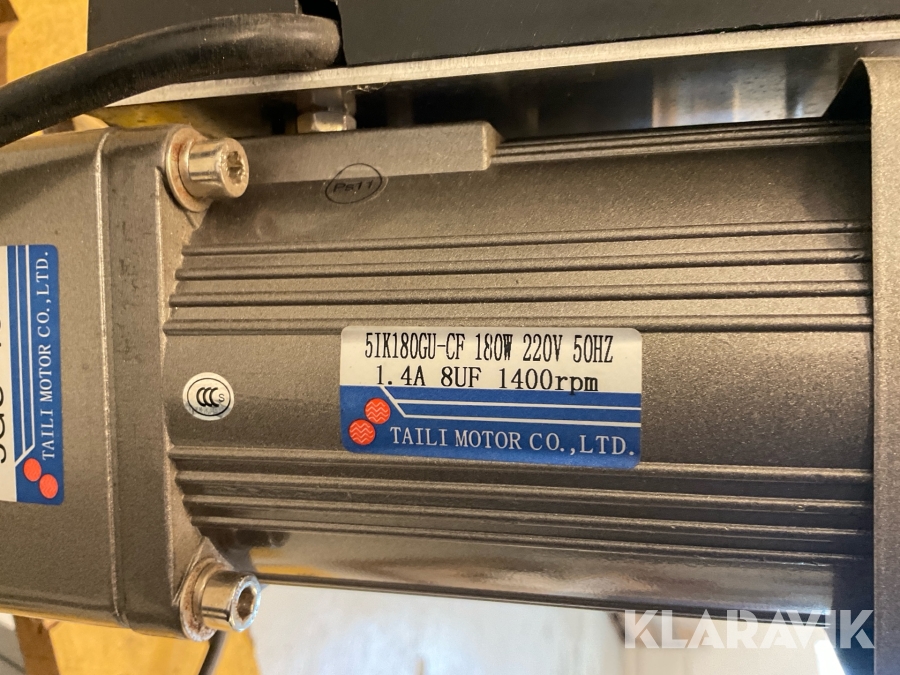 5IK180GU-CF 180W 220V 50HZ
1.4A 8UF 1400rpm
TAILI MOTOR CO.,LTD.
TAILI MOTOR CO.,LTD.
S
KLARAVIK